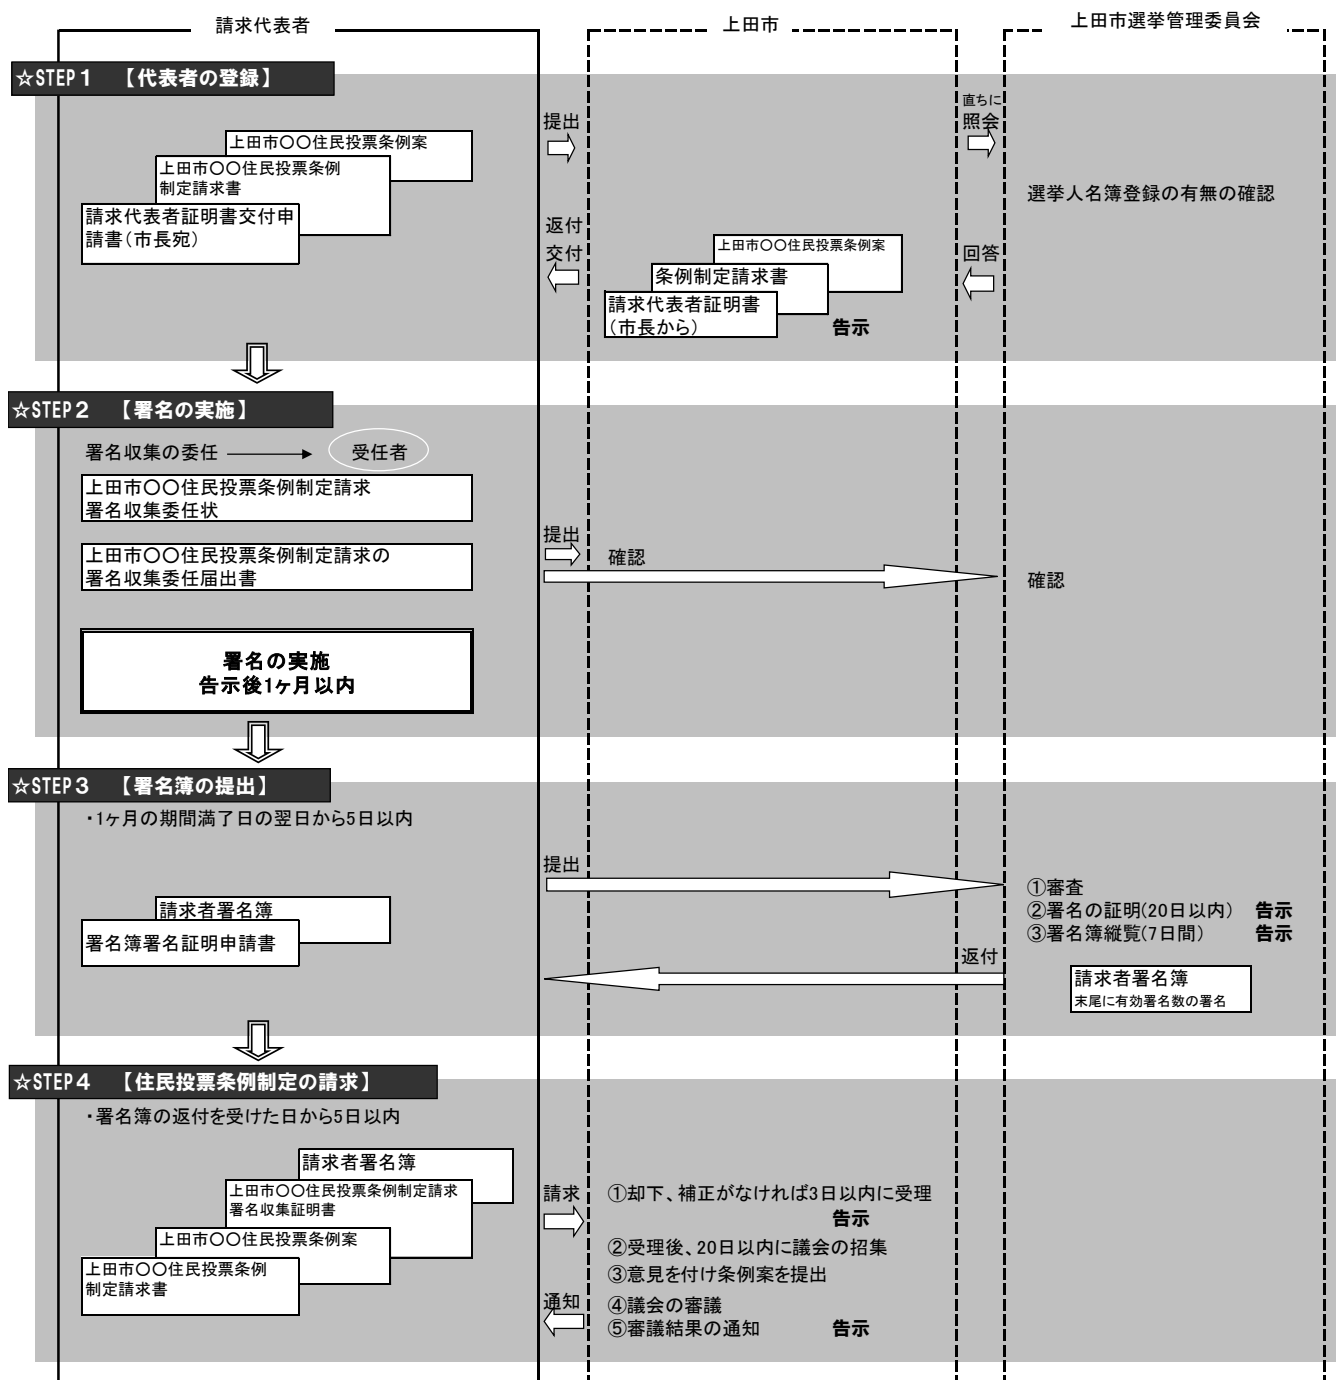 請求代表者
上田市
上田市選挙管理委員会
☆STEP1 【代表者の登録】
上田市〇〇住民投票条例案
上田市〇〇住民投票条例
制定請求書
請求代表者証明書交付申
請書(市長宛)
提出
直ちに
照会
選挙人名簿登録の有無の確認
返付
交付
回答
上田市〇〇住民投票条例案
条例制定請求書
請求代表者証明書
(市長から)
告示
☆STEP2 【署名の実施】
署名収集の委任
受任者
上田市〇〇住民投票条例制定請求
署名収集委任状
上田市〇〇住民投票条例制定請求の
署名収集委任届出書
提出
確認
確認
署名の実施
告示後1ヶ月以内
☆STEP3 【署名簿の提出】
・1ヶ月の期間満了日の翌日から5日以内
提出
請求者署名簿
署名簿署名証明申請書
①審査
②署名の証明(20日以内) 告示
③署名簿縦覧(7日間) 告示
返付
請求者署名簿
末尾に有効署名数の署名
☆STEP4 【住民投票条例制定の請求】
・署名簿の返付を受けた日から5日以内
請求者署名簿
上田市〇〇住民投票条例制定請求
署名収集証明書
上田市〇〇住民投票条例案
上田市〇〇住民投票条例
制定請求書
請求
①却下、補正がなければ3日以内に受理
告示
②受理後、20日以内に議会の招集
③意見を付け条例案を提出
通知
④議会の審議
⑤審議結果の通知 告示